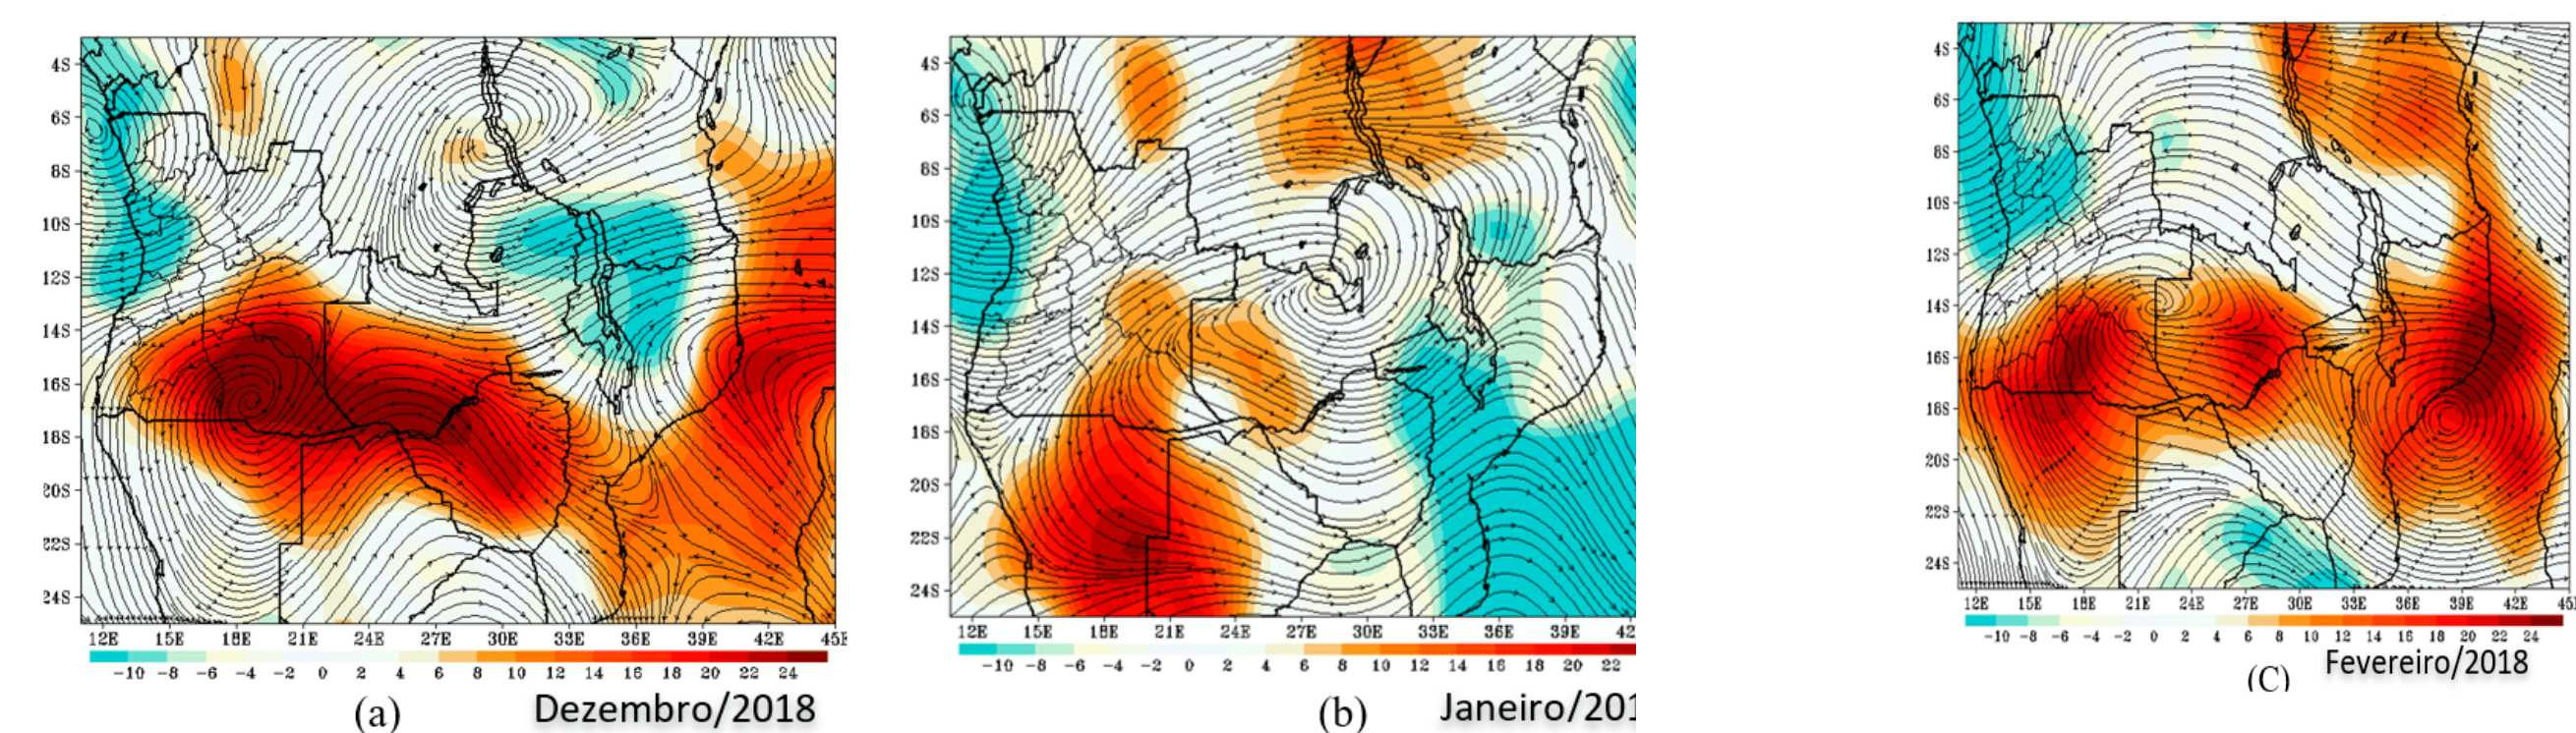 4S
6S
8S
10S
12S
14S
16S
18S
20S
22S
24S
12E 15E 18E 21E 24E 27E 30E 33E 36E 39E 42E 45E
-10 -8 -6 -4 -2 0 2 4 6 8 10 12 14 16 18 20 22 24
(a) Dezembro/2018
4S
6S
8S
10S
12S
14S
16S
18S
20S
22S
24S
12E 15E 18E 21E 24E 27E 30E 33E 36E 39E 42
-10 -8 -6 -4 -2 0 2 4 6 8 10 12 14 16 18 20 22
(b) Janeiro/201
4S
6S
8S
10S
12S
14S
16S
18S
20S
22S
24S
12E 15E 18E 21E 24E 27E 30E 33E 36E 39E 42E 45
-10 -8 -6 -4 -2 0 2 4 6 8 10 12 14 16 18 20 22 24
(C) Fevereiro/2018